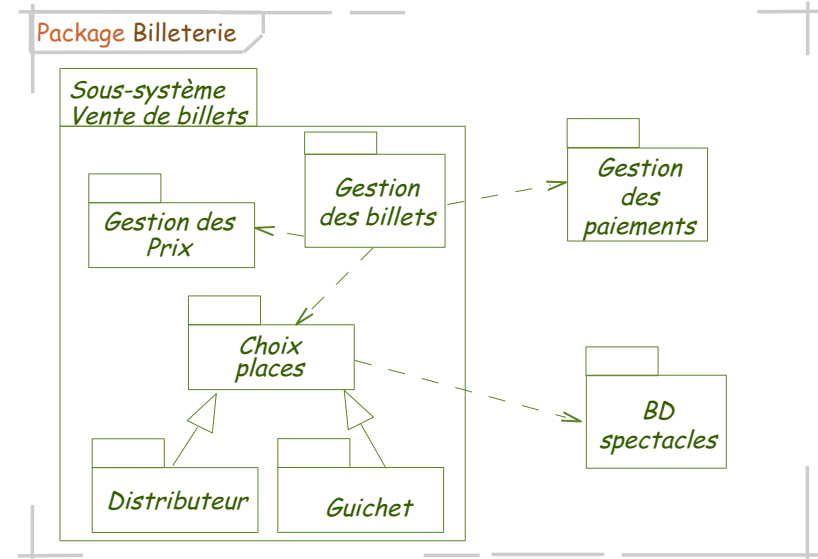 Package Billeterie
Sous-système
Vente de billets
Gestion
des billets
Gestion
des
paiements
Gestion des
Prix
Choix
places
BD
spectacles
Distributeur
Guichet